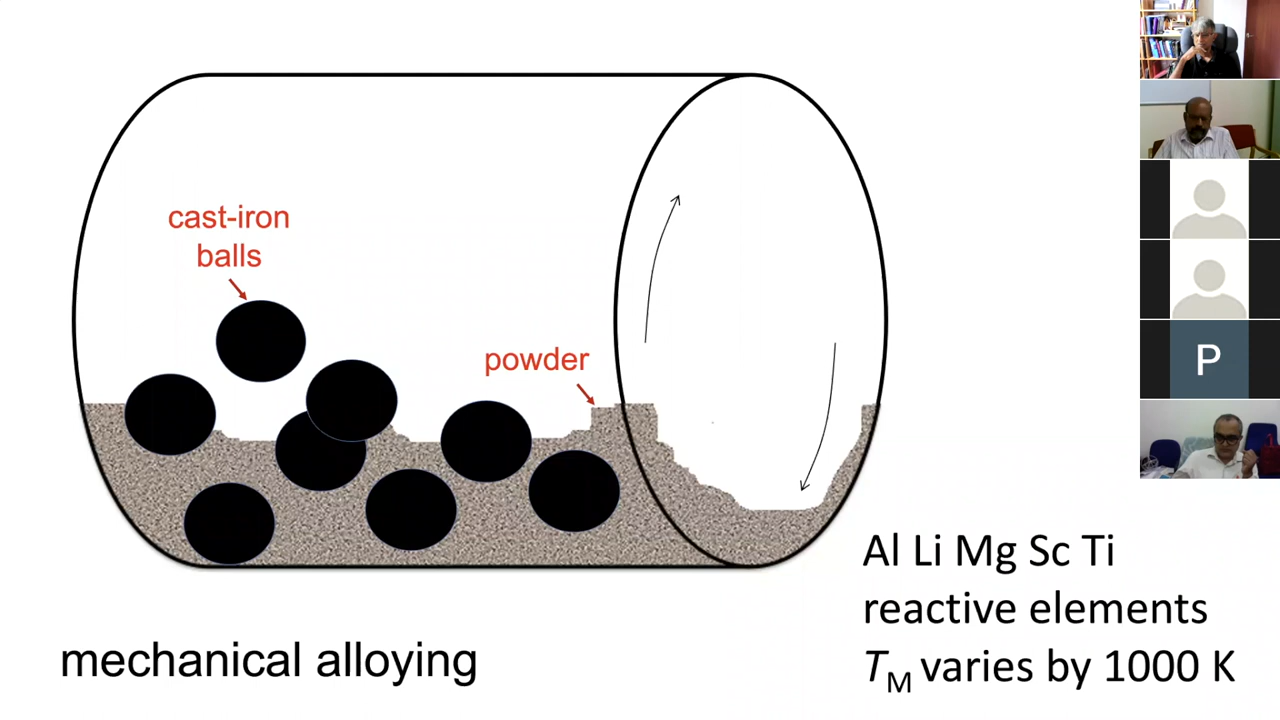 cast-iron
balls
powder
P
Al Li Mg Sc Ti
reactive elements
TM varies by 1000 K
mechanical alloying